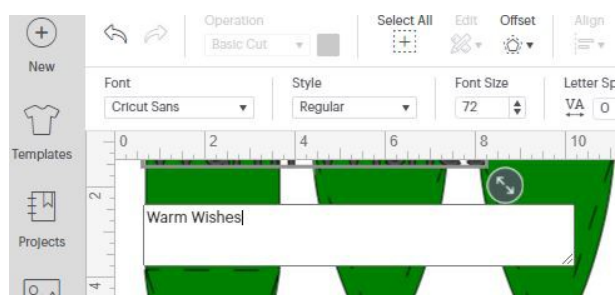 Operation Select All Edit Offset Align
Basic Cut
New
Font Style Font Size Letter Sp
Cricut Sans Regular 72 VA 0
Templates
0 2 4 6 8 10
2
Warm Wishes
Projects
4